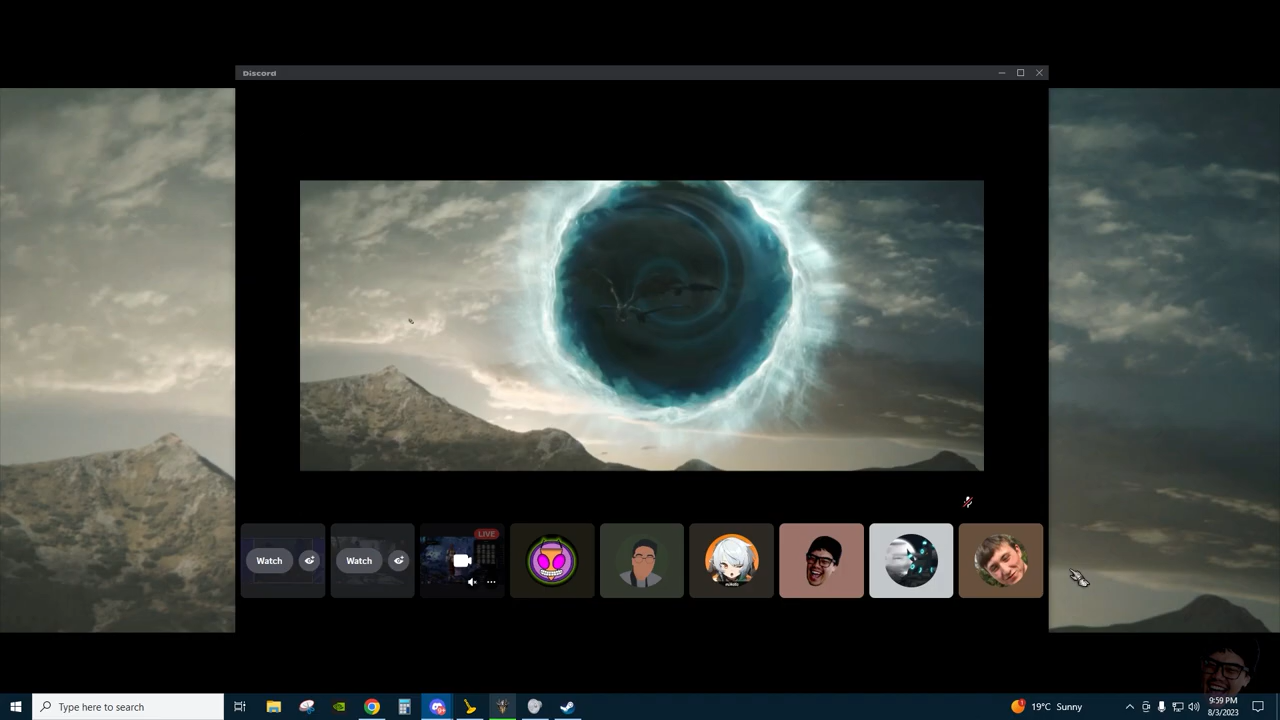 Discord
Watch
Watch
LIVE
Type here to search
19°C Sunny
9:59 PM
8/3/2023